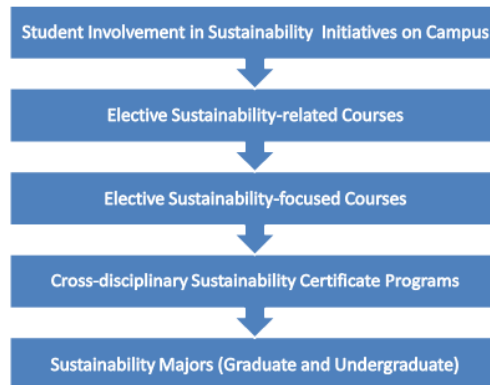 Student Involvement in Sustainability Initiatives on Campus
Elective Sustainability-related Courses
Elective Sustainability-focused Courses
Cross-disciplinary Sustainability Certificate Programs
Sustainability Majors (Graduate and Undergraduate)